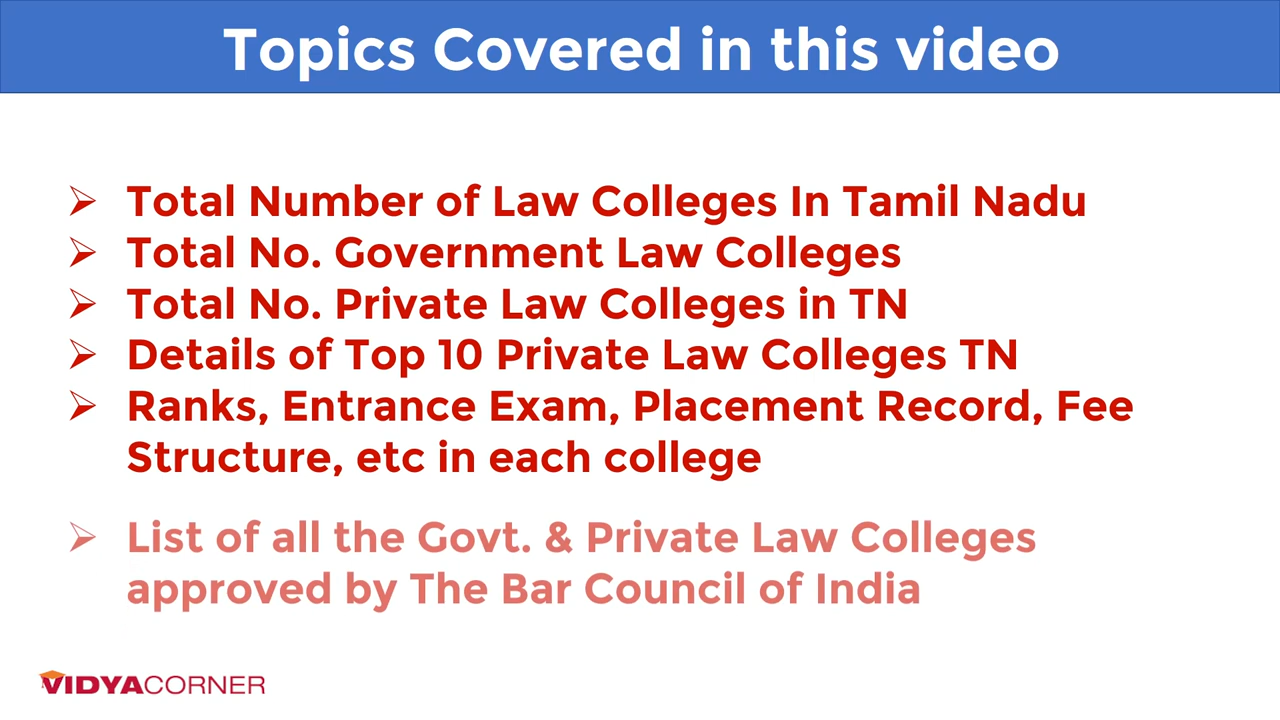 Topics Covered in this video
➢ Total Number of Law Colleges In Tamil Nadu
➢ Total No. Government Law Colleges
➢ Total No. Private Law Colleges in TN
➢ Details of Top 10 Private Law Colleges TN
➢ Ranks, Entrance Exam, Placement Record, Fee
Structure, etc in each college
➢ List of all the Govt. & Private Law Colleges
approved by The Bar Council of India
VIDYACORNER